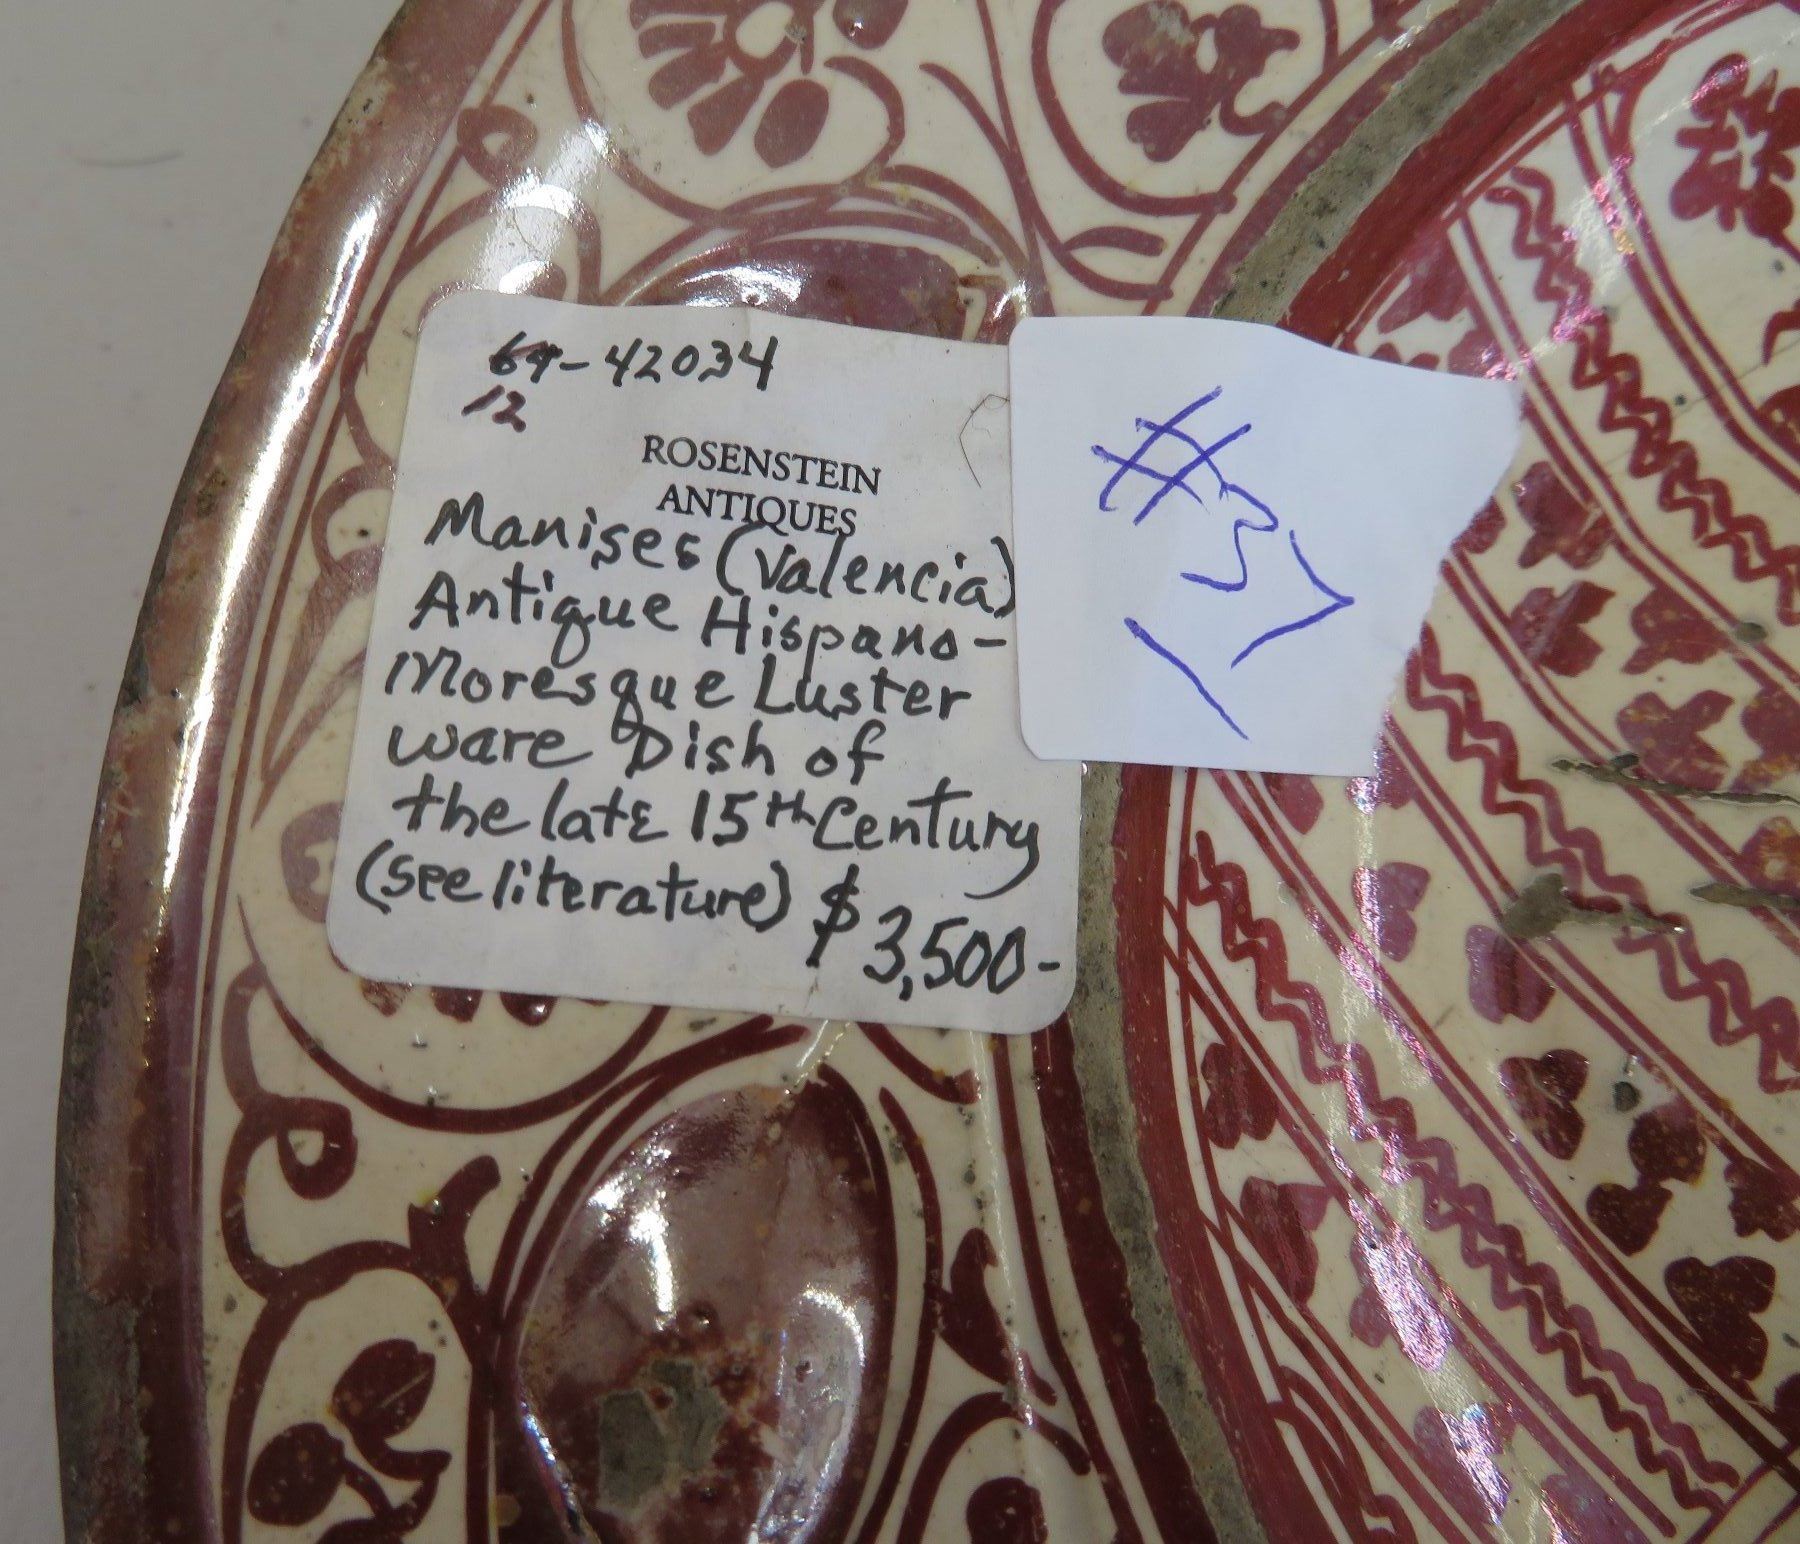 64-42034
12
ROSENSTEIN
ANTIQUES
Manises (Valencia)
Antique Hispano-
Moresque Luster
ware Dish of
the late 15th Century
(see literature) $3,500-
#3